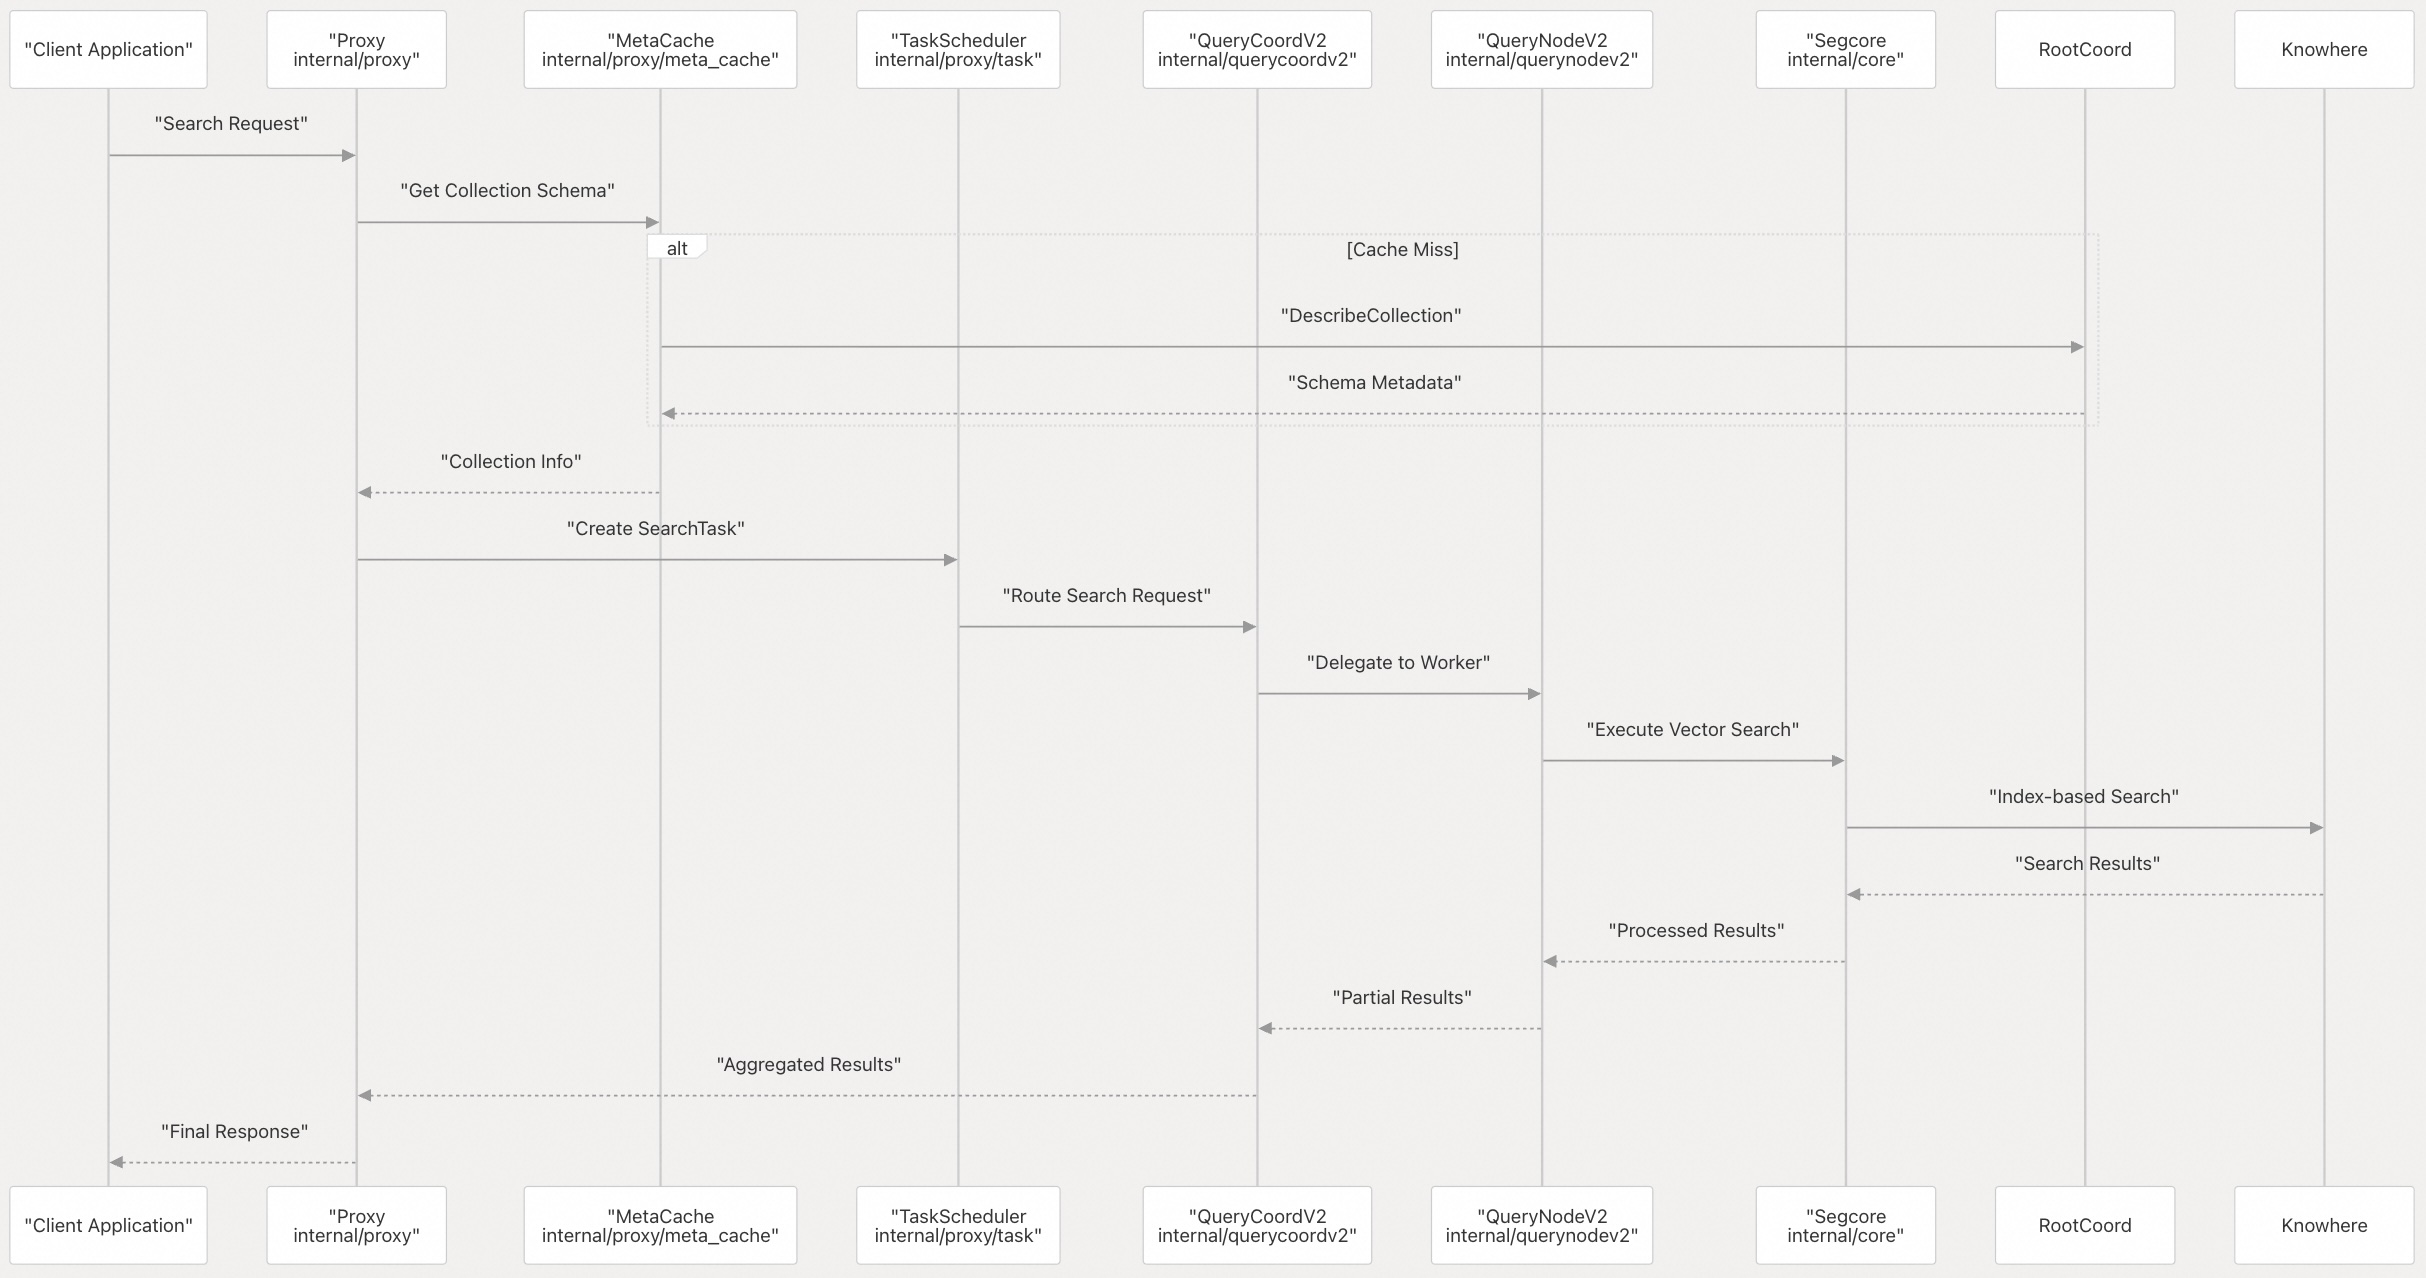 "Client Application"
"Proxy
internal/proxy"
"MetaCache
internal/proxy/meta_cache"
"TaskScheduler
internal/proxy/task"
"QueryCoordV2
internal/querycoordv2"
"QueryNodeV2
internal/querynodev2"
"Segcore
internal/core"
RootCoord
Knowhere
"Search Request"
"Get Collection Schema"
alt
[Cache Miss]
"DescribeCollection"
"Schema Metadata"
"Collection Info"
"Create SearchTask"
"Route Search Request"
"Delegate to Worker"
"Execute Vector Search"
"Index-based Search"
"Search Results"
"Processed Results"
"Partial Results"
"Aggregated Results"
"Final Response"
"Client Application"
"Proxy
internal/proxy"
"MetaCache
internal/proxy/meta_cache"
"TaskScheduler
internal/proxy/task"
"QueryCoordV2
internal/querycoordv2"
"QueryNodeV2
internal/querynodev2"
"Segcore
internal/core"
RootCoord
Knowhere